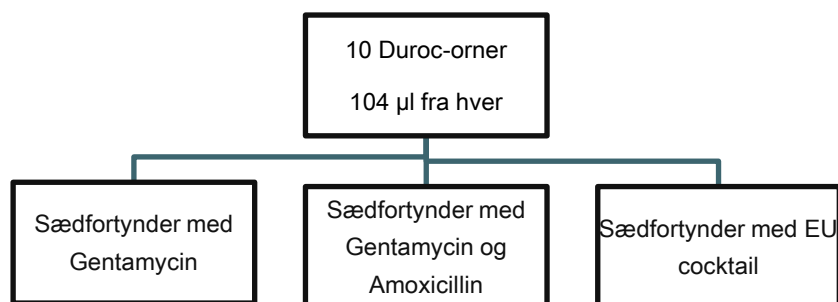 10 Duroc-orner
104 µl fra hver
Sædfortynder med
Gentamycin
Sædfortynder med
Gentamycin og
Amoxicillin
Sædfortynder med EU
cocktail